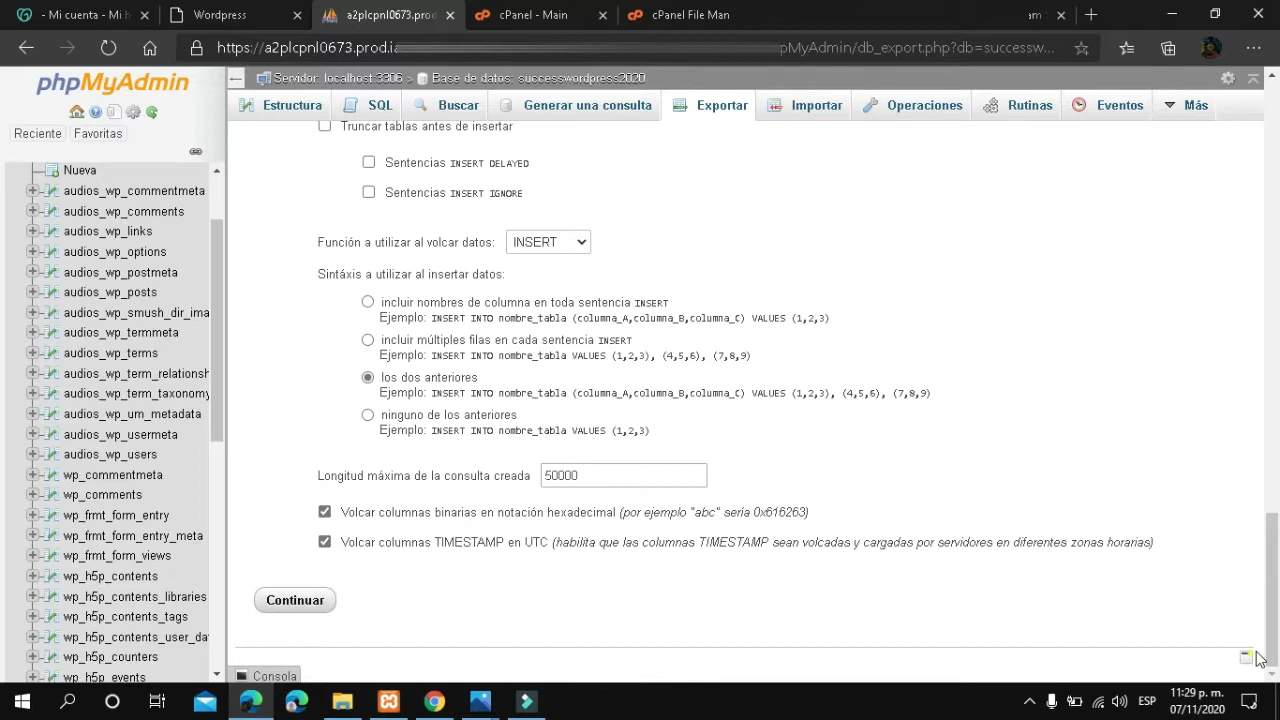 - Mi cuenta - Mi h
Wordpress
a2plcpnl0673.prod.
cPanel - Main
cPanel File Man
am S
https://a2plcpnl0673.prod.ia
pMyAdmin/db_export.php?db=successw...
phpMyAdmin
Servidor: localhost:3306 » Base de datos: successwordpress2020
Estructura
SQL
Buscar
Generar una consulta
Exportar
Importar
Operaciones
Rutinas
Eventos
Más
Reciente
Favoritas
Nueva
audios_wp_commentmeta
audios_wp_comments
audios_wp_links
audios_wp_options
audios_wp_postmeta
audios_wp_posts
audios_wp_smush_dir_ima
audios_wp_termmeta
audios_wp_terms
audios_wp_term_relationsh
audios_wp_term_taxonomy
audios_wp_um_metadata
audios_wp_usermeta
audios_wp_users
wp_commentmeta
wp_comments
wp_frmt_form_entry
wp_frmt_form_entry_meta
wp_frmt_form_views
wp_h5p_contents
wp_h5p_contents_libraries
wp_h5p_contents_tags
wp_h5p_contents_user_da
wp_h5p_counters
wp_h5p_events
Truncar tablas antes de insertar
Sentencias INSERT DELAYED
Sentencias INSERT IGNORE
Función a utilizar al volcar datos: INSERT
Sintáxis a utilizar al insertar datos:
incluir nombres de columna en toda sentencia INSERT
Ejemplo: INSERT INTO nombre_tabla (columna_A,columna_B,columna_C) VALUES (1,2,3)
incluir múltiples filas en cada sentencia INSERT
Ejemplo: INSERT INTO nombre_tabla VALUES (1,2,3), (4,5,6), (7,8,9)
los dos anteriores
Ejemplo: INSERT INTO nombre_tabla (columna_A,columna_B,columna_C) VALUES (1,2,3), (4,5,6), (7,8,9)
ninguno de los anteriores
Ejemplo: INSERT INTO nombre_tabla VALUES (1,2,3)
Longitud máxima de la consulta creada 50000
Volcar columnas binarias en notación hexadecimal (por ejemplo "abc" sería 0x616263)
Volcar columnas TIMESTAMP en UTC (habilita que las columnas TIMESTAMP sean volcadas y cargadas por servidores en diferentes zonas horarias)
Continuar
Consola
ESP
11:29 p. m.
07/11/2020